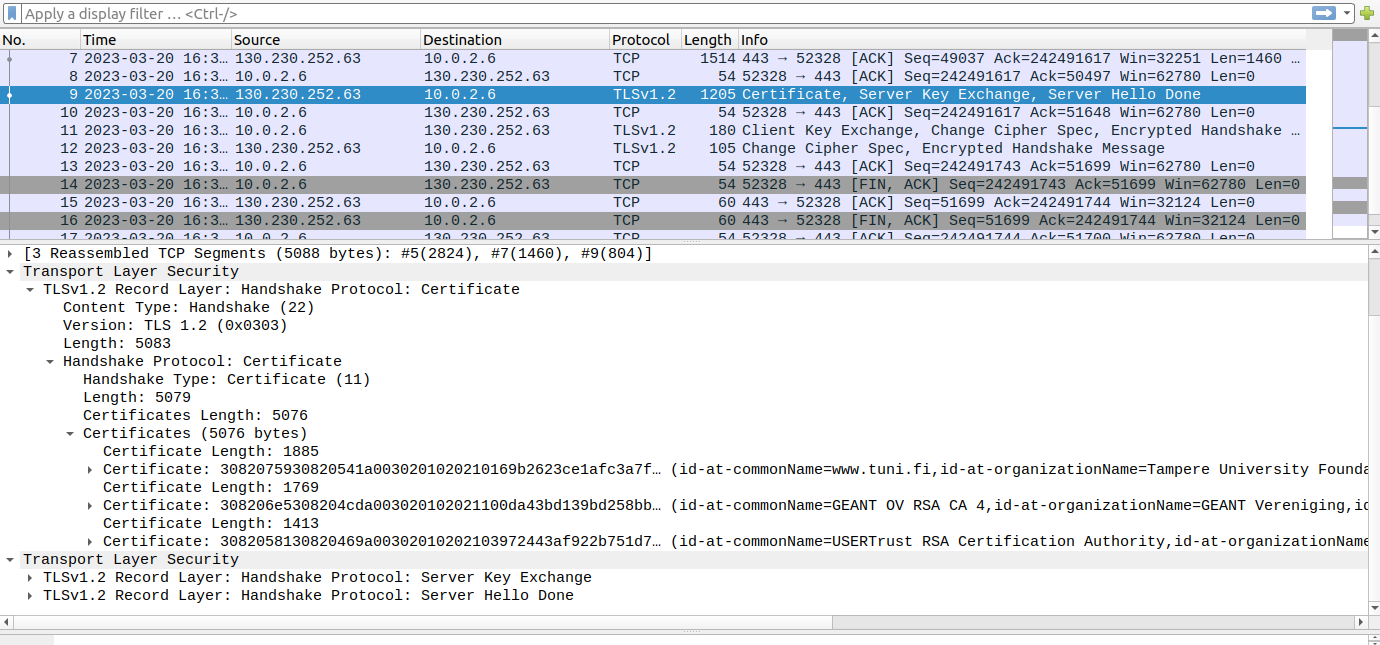 Apply a display filter … <Ctrl-/>
No. Time Source Destination Protocol Length Info
7 2023-03-20 16:3… 130.230.252.63 10.0.2.6 TCP 1514 443 → 52328 [ACK] Seq=49037 Ack=242491617 Win=32251 Len=1460 …
8 2023-03-20 16:3… 10.0.2.6 130.230.252.63 TCP 54 52328 → 443 [ACK] Seq=242491617 Ack=50497 Win=62780 Len=0
9 2023-03-20 16:3… 130.230.252.63 10.0.2.6 TLSv1.2 1205 Certificate, Server Key Exchange, Server Hello Done
10 2023-03-20 16:3… 10.0.2.6 130.230.252.63 TCP 54 52328 → 443 [ACK] Seq=242491617 Ack=51648 Win=62780 Len=0
11 2023-03-20 16:3… 10.0.2.6 130.230.252.63 TLSv1.2 180 Client Key Exchange, Change Cipher Spec, Encrypted Handshake …
12 2023-03-20 16:3… 130.230.252.63 10.0.2.6 TLSv1.2 105 Change Cipher Spec, Encrypted Handshake Message
13 2023-03-20 16:3… 10.0.2.6 130.230.252.63 TCP 54 52328 → 443 [ACK] Seq=242491743 Ack=51699 Win=62780 Len=0
14 2023-03-20 16:3… 10.0.2.6 130.230.252.63 TCP 54 52328 → 443 [FIN, ACK] Seq=242491743 Ack=51699 Win=62780 Len=0
15 2023-03-20 16:3… 130.230.252.63 10.0.2.6 TCP 60 443 → 52328 [ACK] Seq=51699 Ack=242491744 Win=32124 Len=0
16 2023-03-20 16:3… 130.230.252.63 10.0.2.6 TCP 60 443 → 52328 [FIN, ACK] Seq=51699 Ack=242491744 Win=32124 Len=0
17 2023-03-20 16:3… 10.0.2.6 130.230.252.63 TCP 54 52328 → 443 [ACK] Seq=242491744 Ack=51700 Win=62780 Len=0
[3 Reassembled TCP Segments (5088 bytes): #5(2824), #7(1460), #9(804)]
Transport Layer Security
TLSv1.2 Record Layer: Handshake Protocol: Certificate
Content Type: Handshake (22)
Version: TLS 1.2 (0x0303)
Length: 5083
Handshake Protocol: Certificate
Handshake Type: Certificate (11)
Length: 5079
Certificates Length: 5076
Certificates (5076 bytes)
Certificate Length: 1885
Certificate: 3082075930820541a0030201020210169b2623ce1afc3a7f… (id-at-commonName=www.tuni.fi,id-at-organizationName=Tampere University Founda
Certificate Length: 1769
Certificate: 308206e5308204cda003020102021100da43bd139bd258bb… (id-at-commonName=GEANT OV RSA CA 4,id-at-organizationName=GEANT Vereniging,id
Certificate Length: 1413
Certificate: 3082058130820469a00302010202103972443af922b751d7… (id-at-commonName=USERTrust RSA Certification Authority,id-at-organizationName
Transport Layer Security
TLSv1.2 Record Layer: Handshake Protocol: Server Key Exchange
TLSv1.2 Record Layer: Handshake Protocol: Server Hello Done